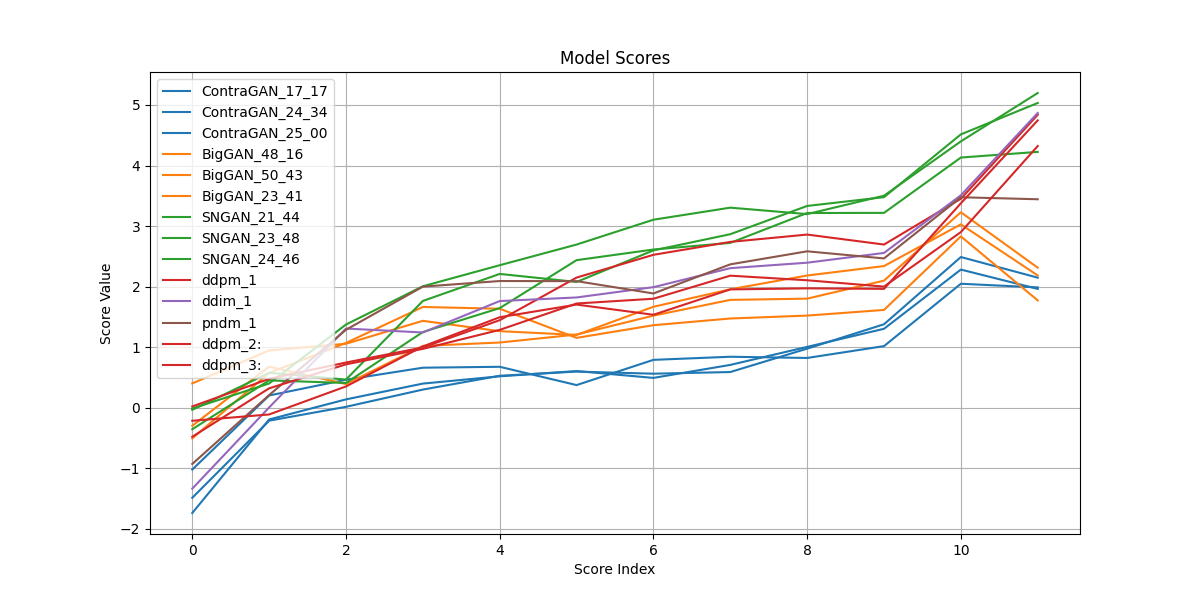 Model Scores
Score Value
5
4
3
2
1
0
−1
−2
ContraGAN_17_17
ContraGAN_24_34
ContraGAN_25_00
BigGAN_48_16
BigGAN_50_43
BigGAN_23_41
SNGAN_21_44
SNGAN_23_48
SNGAN_24_46
ddpm_1
ddim_1
pndm_1
ddpm_2:
ddpm_3:
0 2 4 6 8 10
Score Index